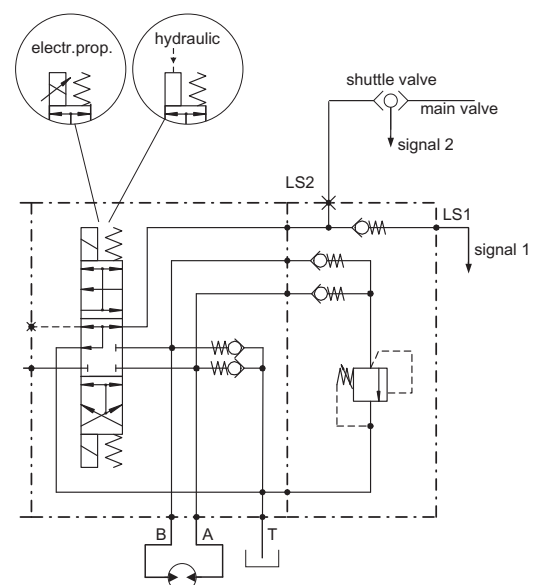 electr.prop.
hydraulic
shuttle valve
main valve
signal 2
LS2
LS1
signal 1
B
A
T